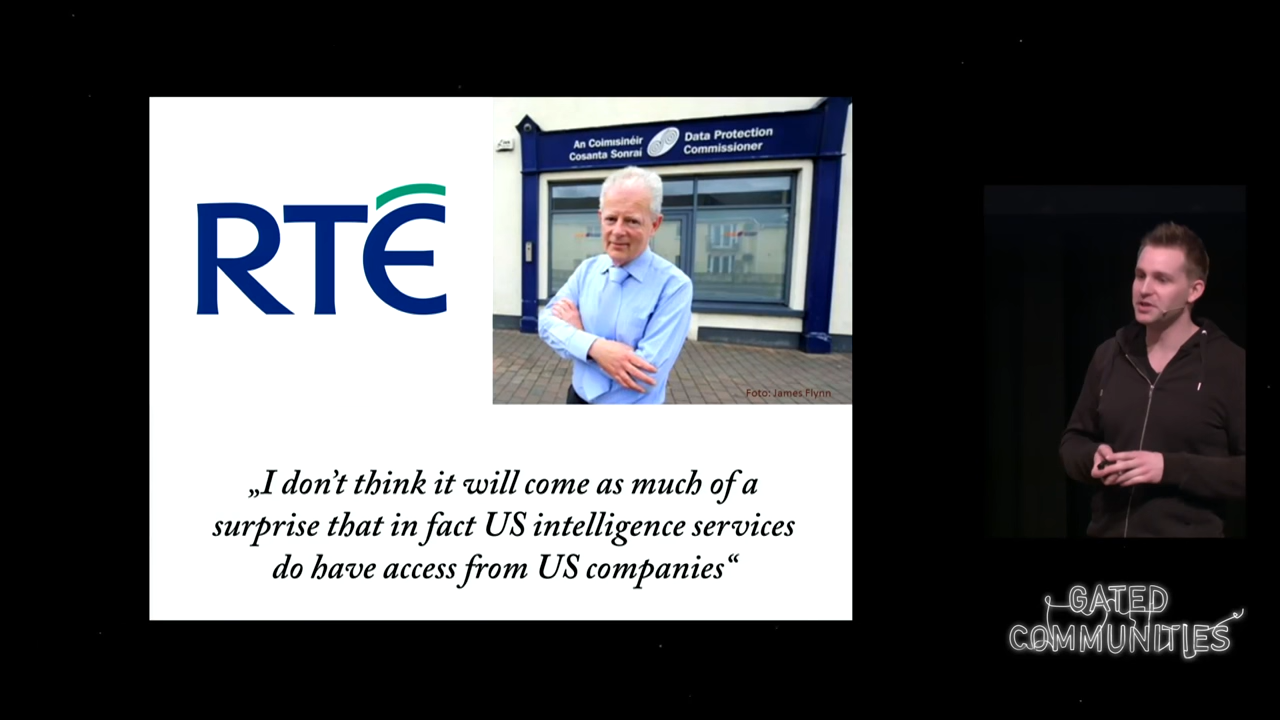 RTÉ
An Coimisinéir
Cosanta Sonraí
Data Protection
Commissioner
Foto: James Flynn
„I don't think it will come as much of a
surprise that in fact US intelligence services
do have access from US companies“
GATED
COMMUNITIES